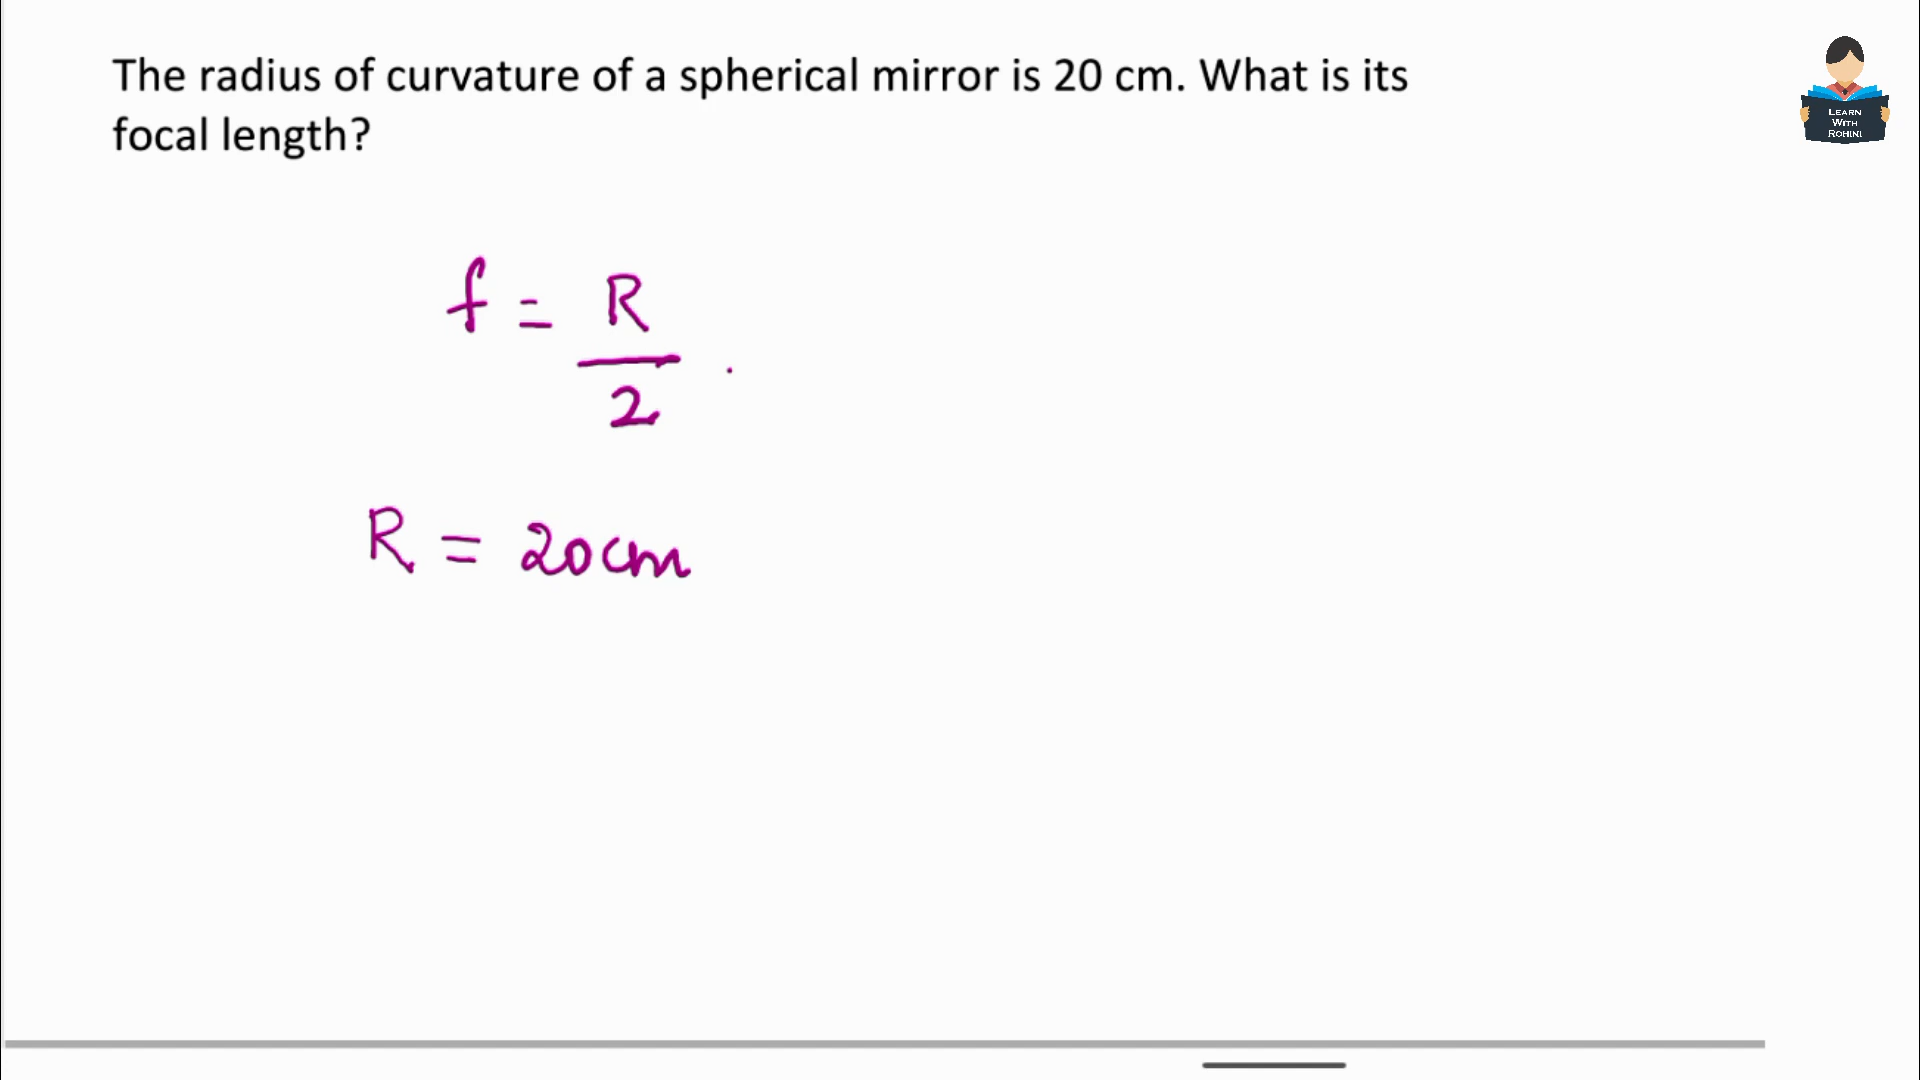 The radius of curvature of a spherical mirror is 20 cm. What is its
focal length?
LEARN
WITH
ROHINI
f = R
2
R = 20cm